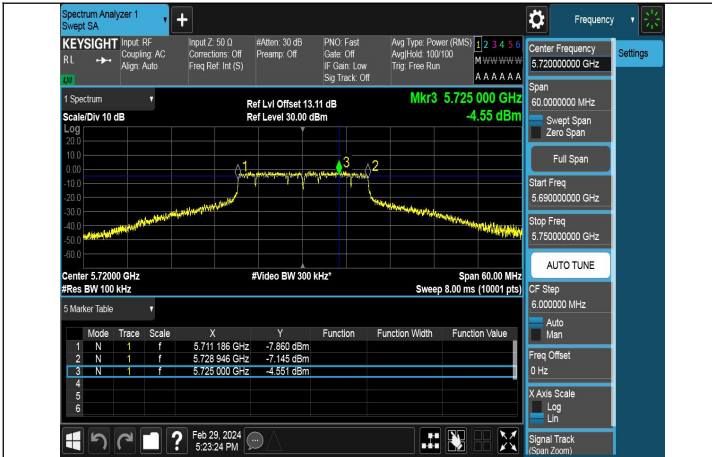 Spectrum Analyzer 1
Swept SA
+
Frequency
KEYSIGHT Input: RF Input Z: 50 Ω #Atten: 30 dB PNO: Fast Avg Type: Power (RMS) 1 2 3 4 5 6
RL Coupling: AC Corrections: Off Preamp: Off Gate: Off Avg|Hold: 100/100 M W W W W W
Align: Auto Freq Ref: Int (S) IF Gain: Low Trig: Free Run
Sig Track: Off A A A A A A
1 Spectrum
Scale/Div 10 dB
Ref Lvl Offset 13.11 dB
Ref Level 30.00 dBm
Mkr3 5.725 000 GHz
-4.55 dBm
Log
20.0
10.0
0.00
-10.0
-20.0
-30.0
-40.0
-50.0
-60.0
1
3
2
Center 5.72000 GHz #Video BW 300 kHz* Span 60.00 MHz
#Res BW 100 kHz Sweep 8.00 ms (10001 pts)
5 Marker Table
Mode Trace Scale X Y Function Function Width Function Value
1 N 1 f 5.711 186 GHz -7.860 dBm
2 N 1 f 5.728 946 GHz -7.145 dBm
3 N 1 f 5.725 000 GHz -4.551 dBm
4
5
6
?
Feb 29, 2024
5:23:24 PM
Center Frequency
5.720000000 GHz
Settings
Span
60.0000000 MHz
Swept Span
Zero Span
Full Span
Start Freq
5.690000000 GHz
Stop Freq
5.750000000 GHz
AUTO TUNE
CF Step
6.000000 MHz
Auto
Man
Freq Offset
0 Hz
X Axis Scale
Log
Lin
Signal Track
(Span Zoom)